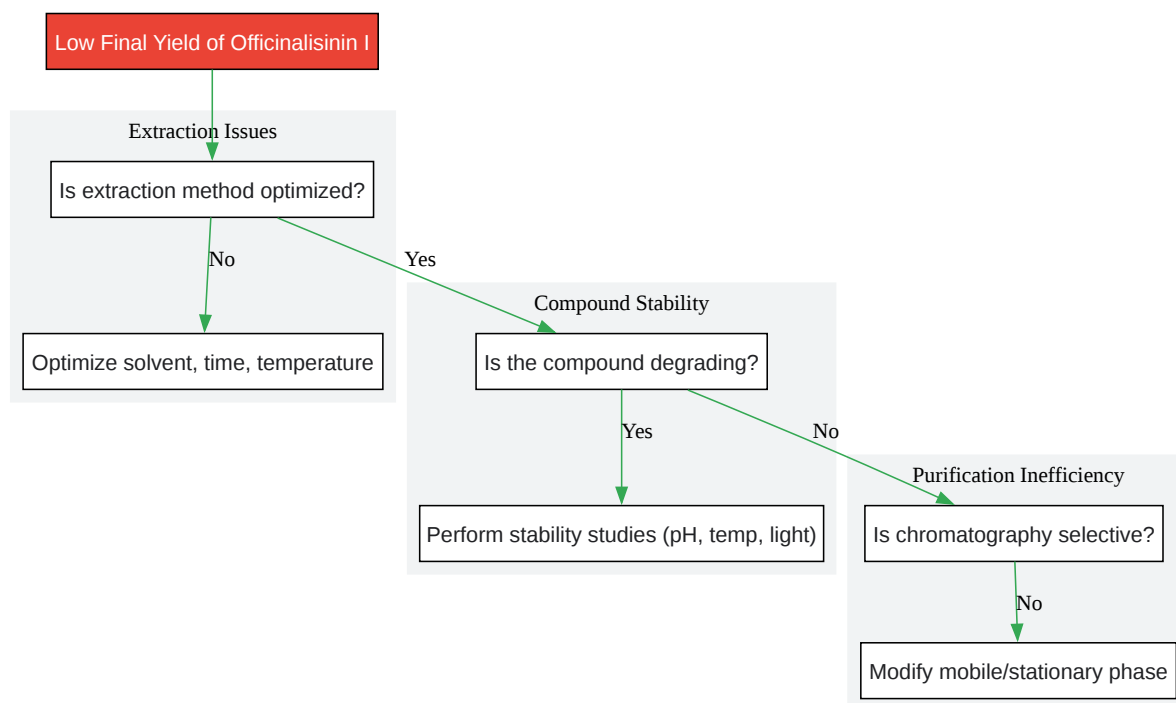 Low Final Yield of Officinalisinin I
Extraction Issues
Is extraction method optimized?
No
Yes
Optimize solvent, time, temperature
Compound Stability
Is the compound degrading?
Yes
No
Perform stability studies (pH, temp, light)
Purification Inefficiency
Is chromatography selective?
No
Modify mobile/stationary phase